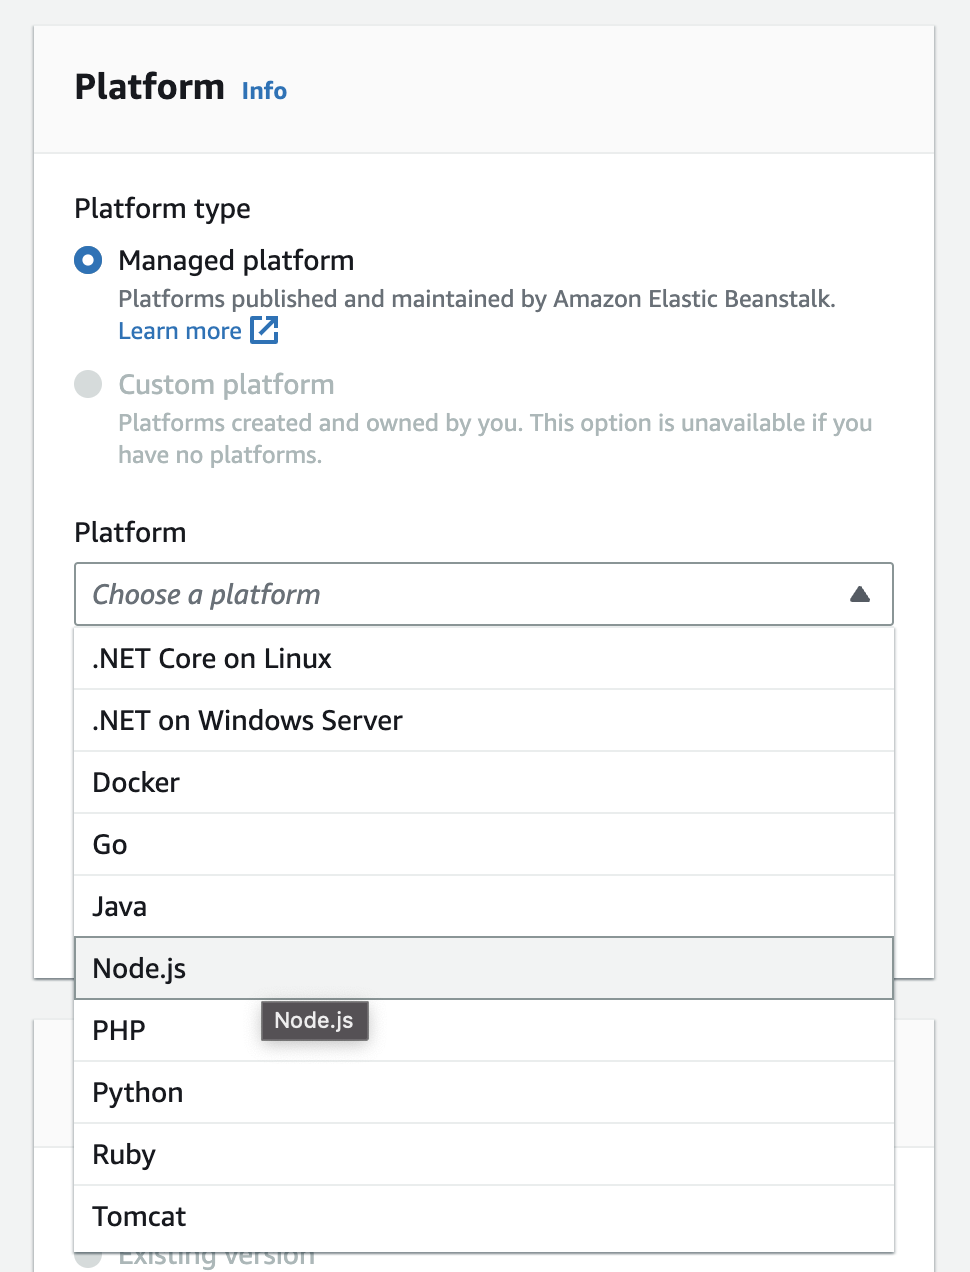 Platform Info
Platform type
Managed platform
Platforms published and maintained by Amazon Elastic Beanstalk.
Learn more
Custom platform
Platforms created and owned by you. This option is unavailable if you
have no platforms.
Platform
Choose a platform
.NET Core on Linux
.NET on Windows Server
Docker
Go
Java
Node.js
Node.js
PHP
Python
Ruby
Tomcat
Existing version